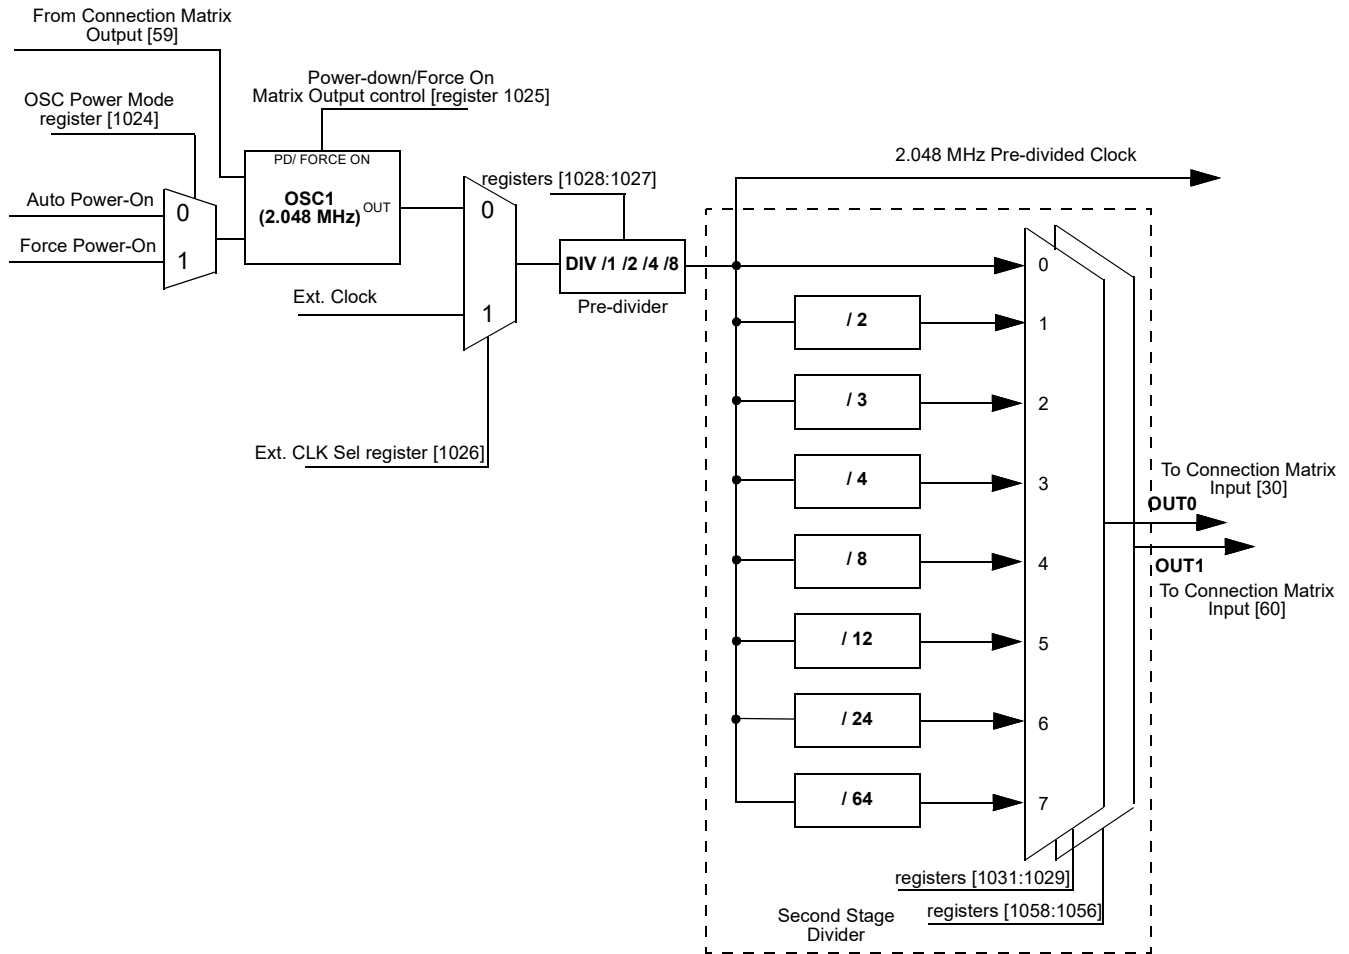 From Connection Matrix
Output [59]
Power-down/Force On
Matrix Output control [register 1025]
OSC Power Mode
register [1024]
PD/ FORCE ON
OSC1
(2.048 MHz)
OUT
Auto Power-On
Force Power-On
0
1
0
1
Ext. Clock
Ext. CLK Sel register [1026]
registers [1028:1027]
DIV /1 /2 /4 /8
Pre-divider
2.048 MHz Pre-divided Clock
0
/ 2
1
/ 3
2
/ 4
3
/ 8
4
/ 12
5
/ 24
6
/ 64
7
To Connection Matrix
Input [30]
OUT0
OUT1
To Connection Matrix
Input [60]
registers [1031:1029]
registers [1058:1056]
Second Stage
Divider